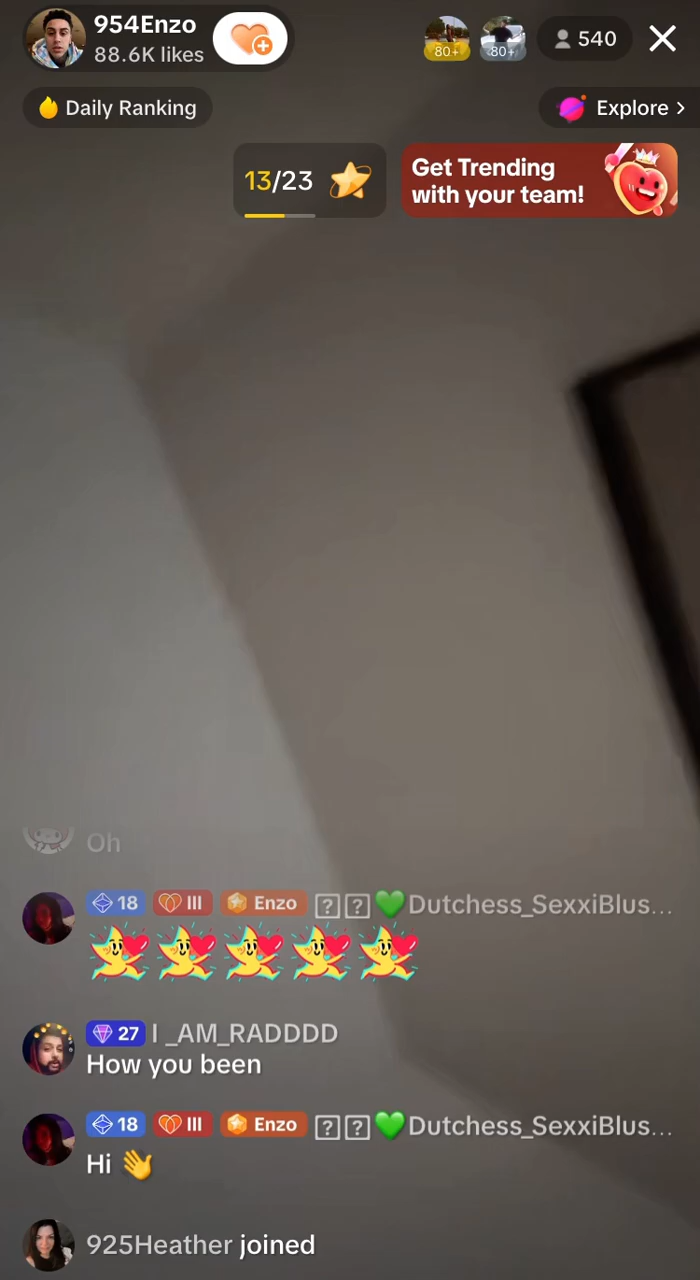 954Enzo
88.6K likes
80+
80+
540
Daily Ranking
Explore
13/23
Get Trending
with your team!
Oh
18 III Enzo 💚Dutchess_SexxiBlus...
27 I _AM_RADDDD
How you been
18 III Enzo 💚Dutchess_SexxiBlus...
Hi 👋
925Heather joined